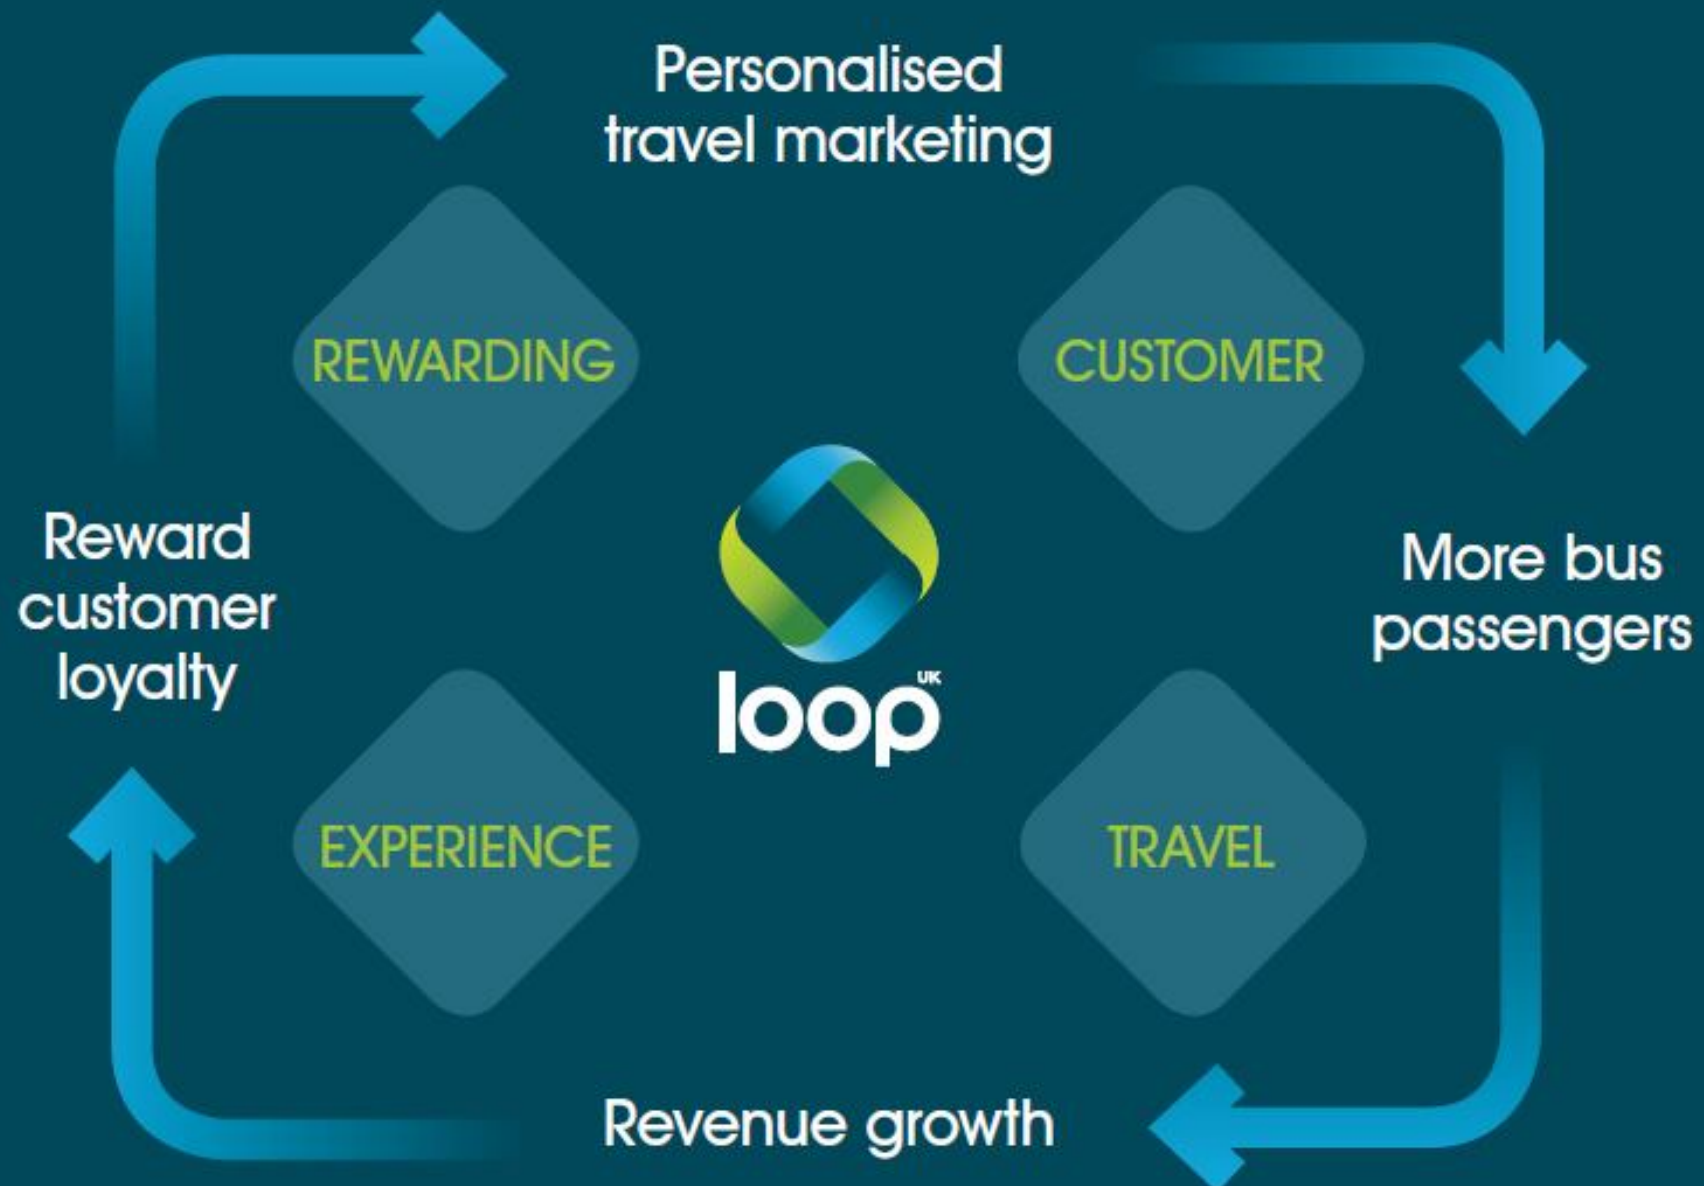 Personalised
travel marketing
REWARDING
CUSTOMER
Reward
customer
loyalty
More bus
passengers
UK
loop
EXPERIENCE
TRAVEL
Revenue growth